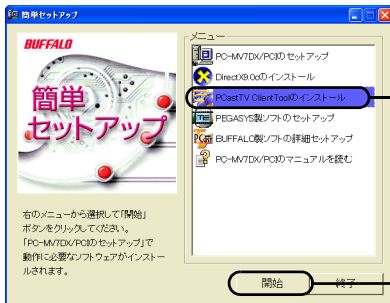 簡単セットアップ
BUFFALO
簡単
セットアップ
メニュー
PC-MV7DX/PCIのセットアップ
DirectX9.0cのインストール
PCastTV ClientToolのインストール
PEGASYS製ソフトのセットアップ
BUFFALO製ソフトの詳細セットアップ
PC-MV7DX/PCIのマニュアルを読む
右のメニューから選択して「開始」
ボタンをクリックしてください。
「PC-MV7DX/PCIのセットアップ」で
動作に必要なソフトウェアがインストー
ルされます。
開始
終了